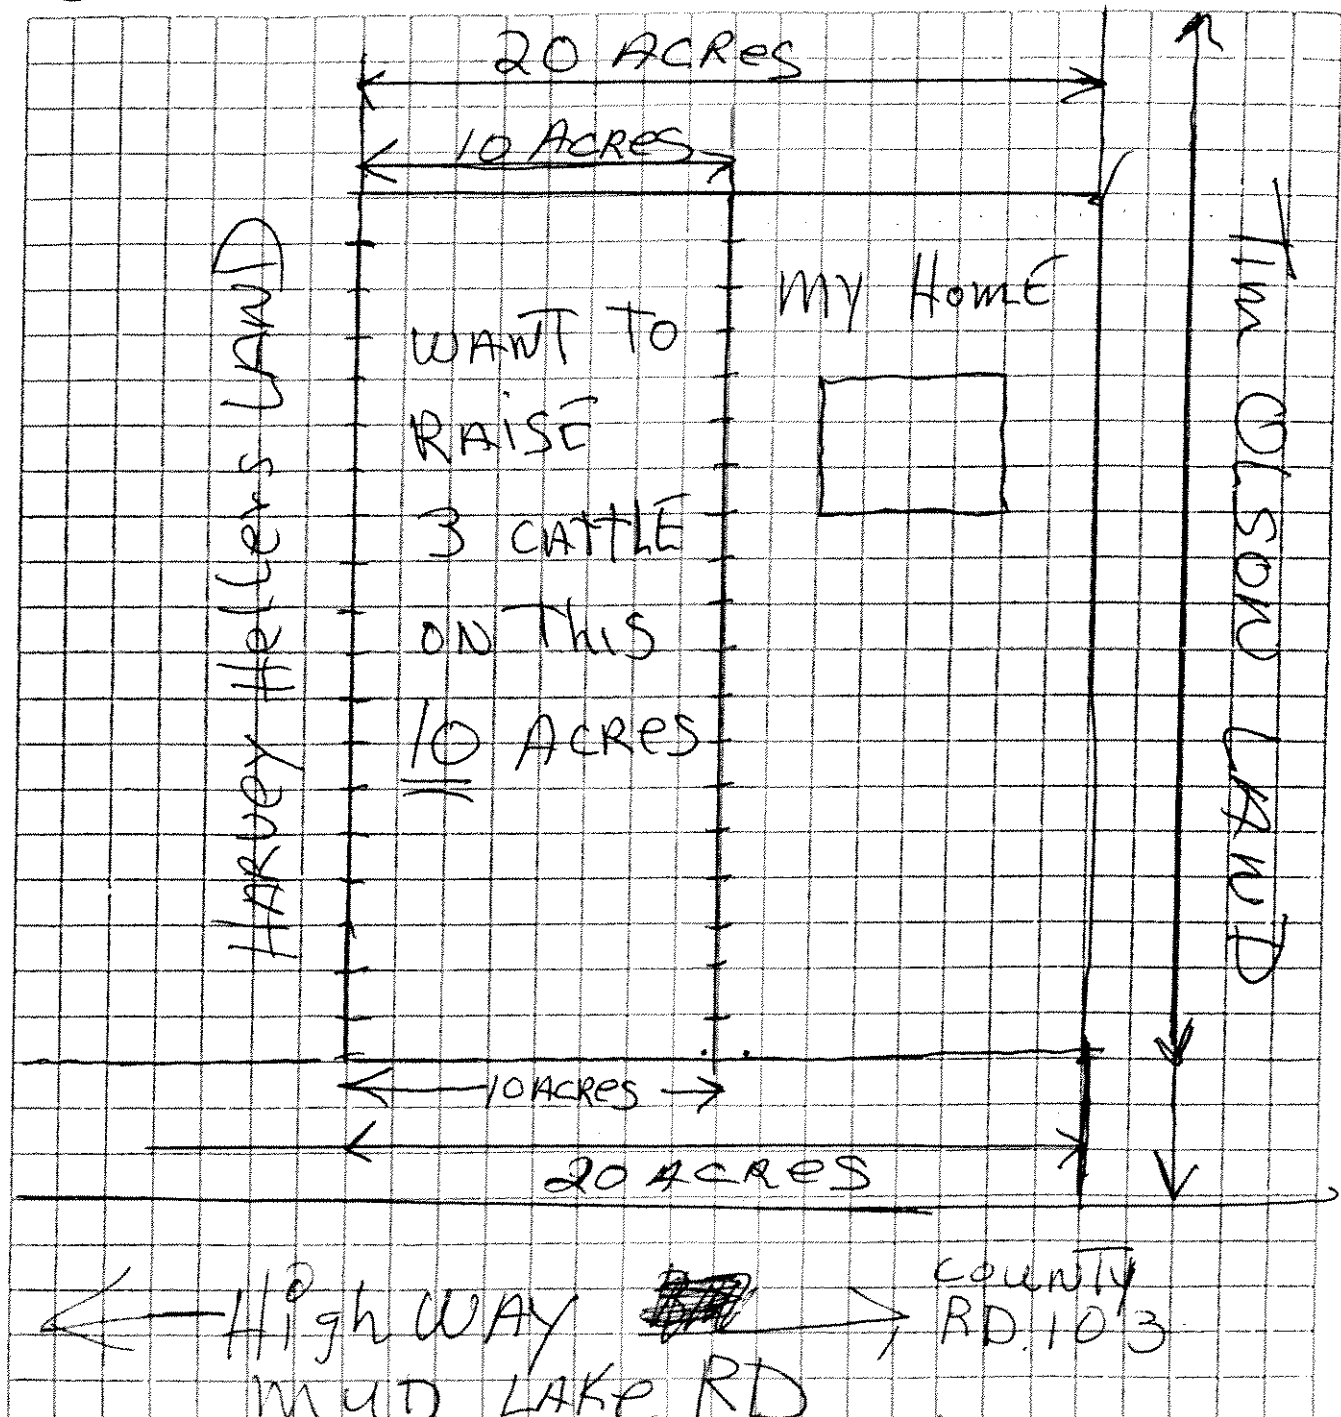 20 ACRes
10 ACRes
HARVEY HeLLers LAND
WANT TO
RAiSE
3 CATTLE
ON ThiS
10 ACRes
MY HomE
Tim OLSON LAND
10 ACRes
20 ACRes
HighWAY
COUNTY
RD. 103
MUD LAKe RD